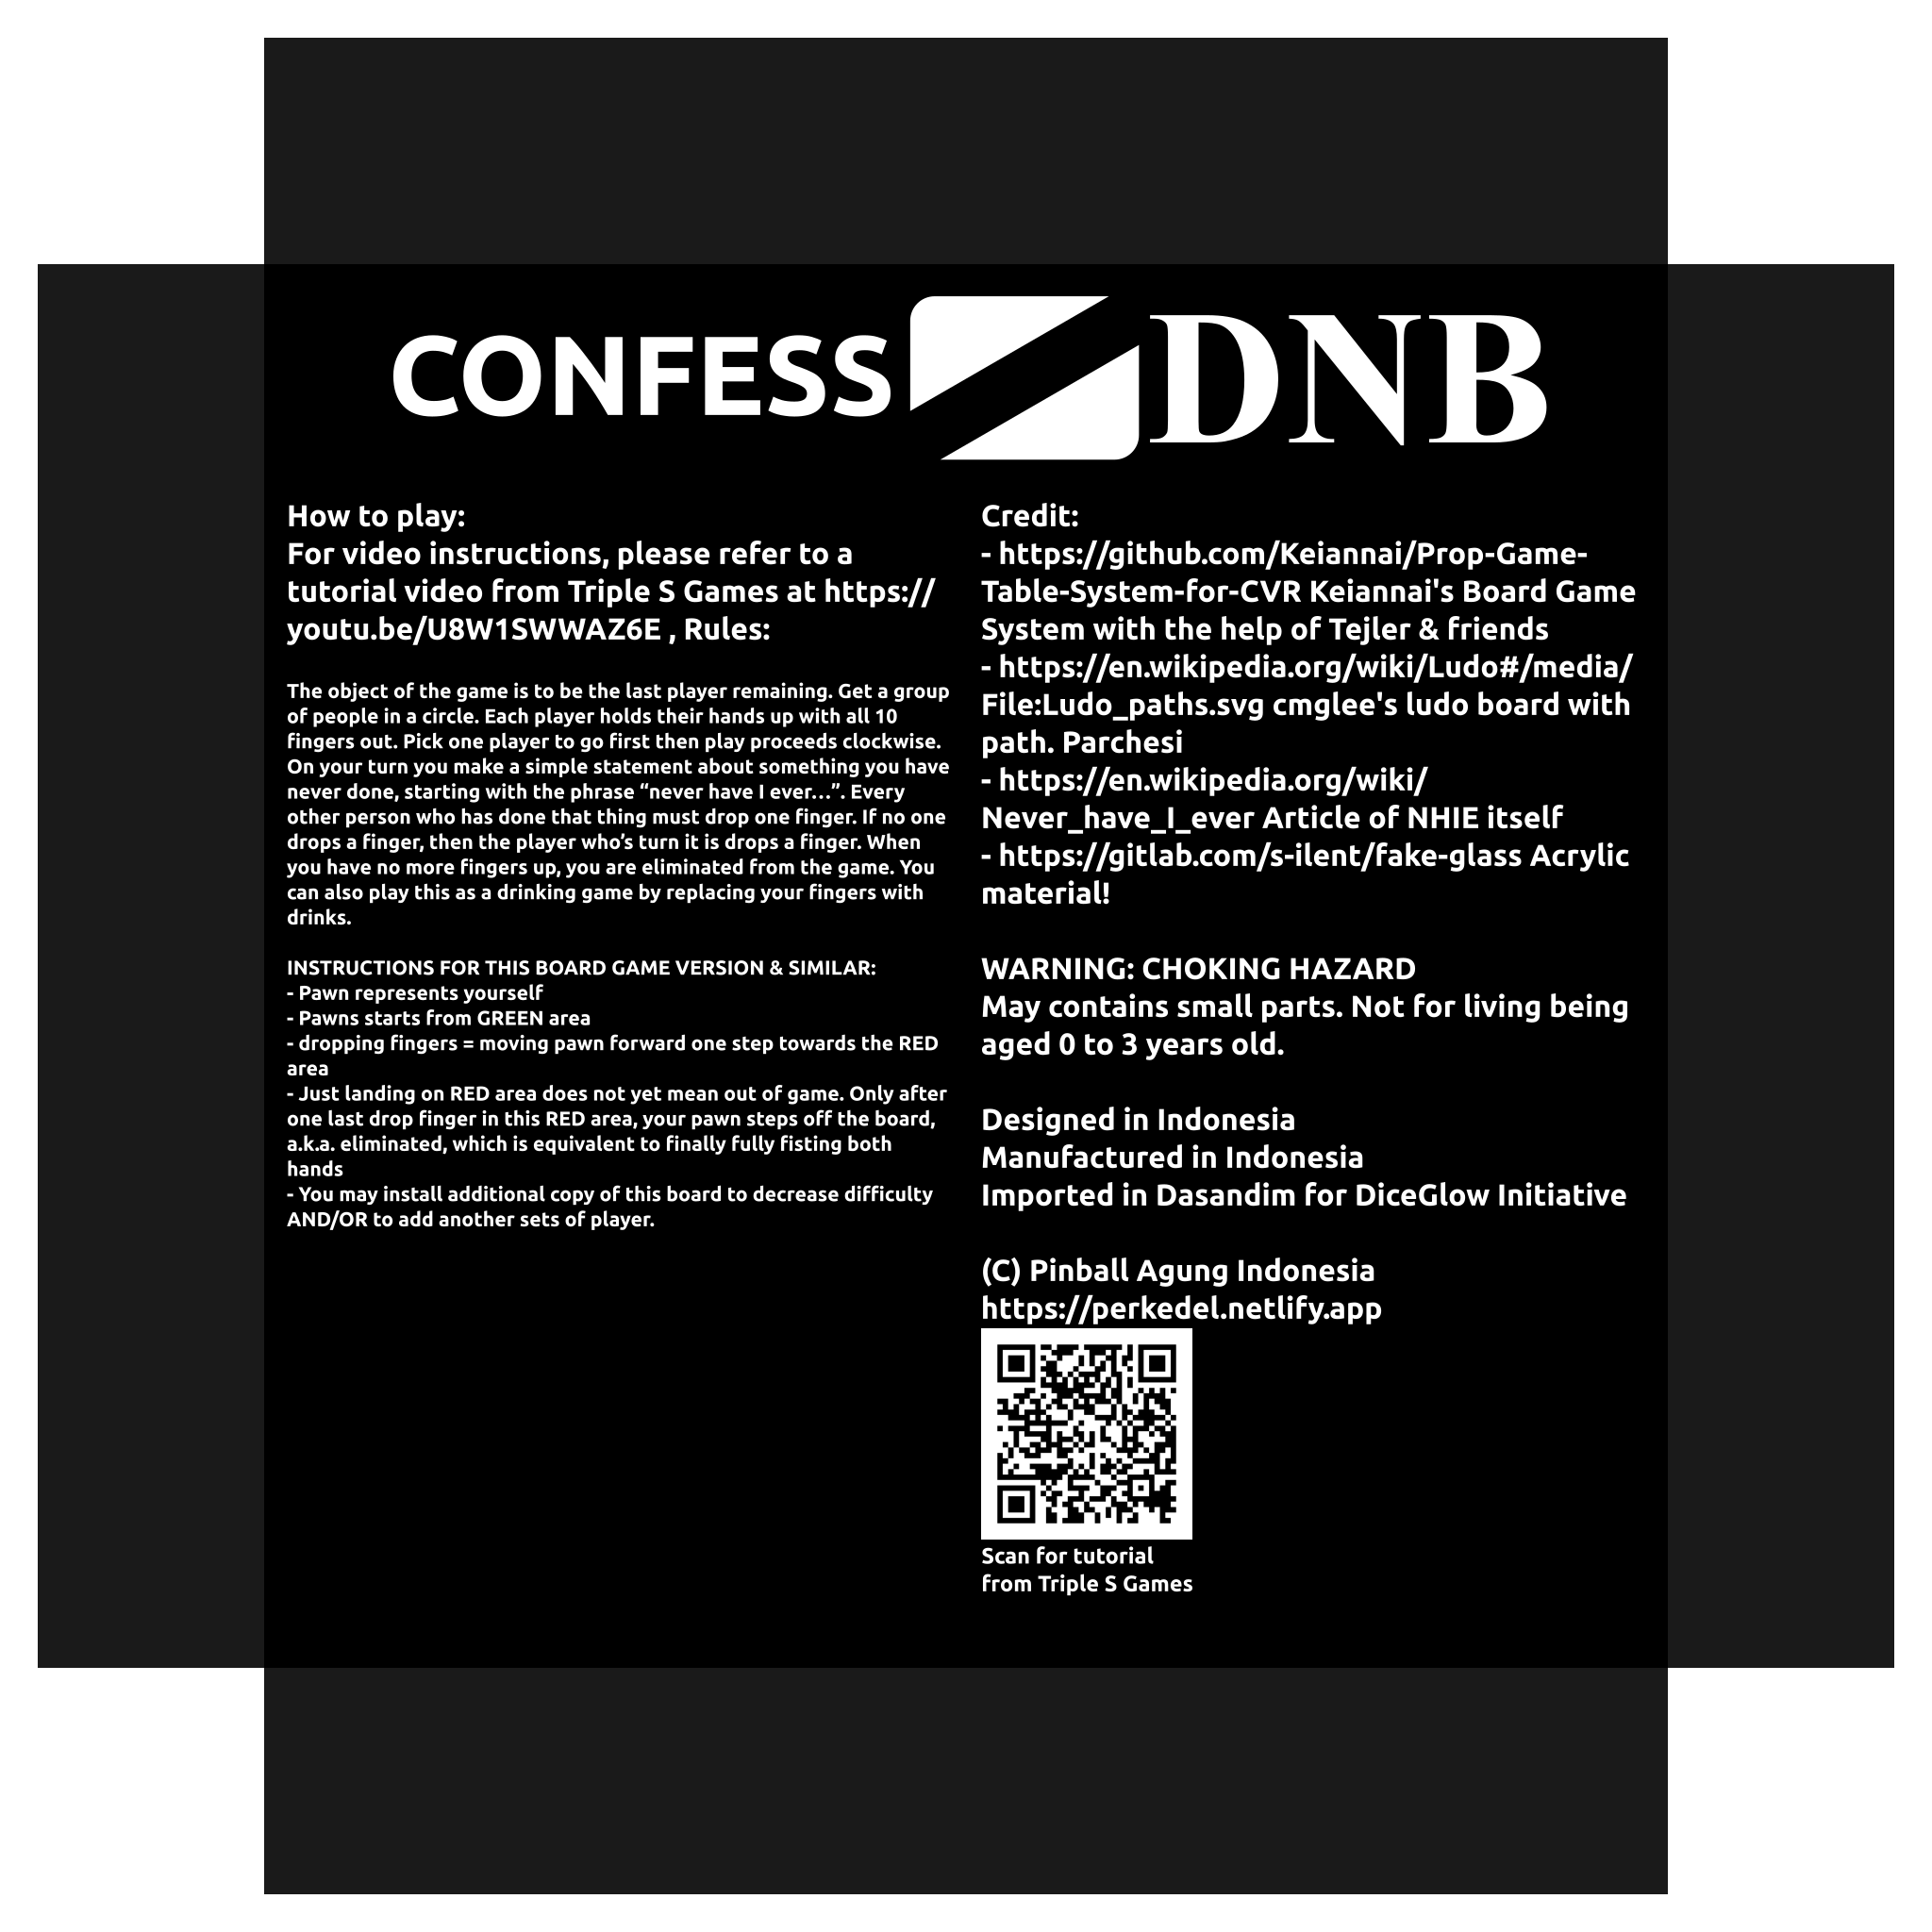 CONFESS DNB
How to play:
For video instructions, please refer to a
tutorial video from Triple S Games at https://
youtu.be/U8W1SWWAZ6E , Rules:
The object of the game is to be the last player remaining. Get a group
of people in a circle. Each player holds their hands up with all 10
fingers out. Pick one player to go first then play proceeds clockwise.
On your turn you make a simple statement about something you have
never done, starting with the phrase “never have I ever…”. Every
other person who has done that thing must drop one finger. If no one
drops a finger, then the player who’s turn it is drops a finger. When
you have no more fingers up, you are eliminated from the game. You
can also play this as a drinking game by replacing your fingers with
drinks.
INSTRUCTIONS FOR THIS BOARD GAME VERSION & SIMILAR:
- Pawn represents yourself
- Pawns starts from GREEN area
- dropping fingers = moving pawn forward one step towards the RED
area
- Just landing on RED area does not yet mean out of game. Only after
one last drop finger in this RED area, your pawn steps off the board,
a.k.a. eliminated, which is equivalent to finally fully fisting both
hands
- You may install additional copy of this board to decrease difficulty
AND/OR to add another sets of player.
Credit:
- https://github.com/Keiannai/Prop-Game-
Table-System-for-CVR Keiannai's Board Game
System with the help of Tejler & friends
- https://en.wikipedia.org/wiki/Ludo#/media/
File:Ludo_paths.svg cmglee's ludo board with
path. Parchesi
- https://en.wikipedia.org/wiki/
Never_have_I_ever Article of NHIE itself
- https://gitlab.com/s-ilent/fake-glass Acrylic
material!
WARNING: CHOKING HAZARD
May contains small parts. Not for living being
aged 0 to 3 years old.
Designed in Indonesia
Manufactured in Indonesia
Imported in Dasandim for DiceGlow Initiative
(C) Pinball Agung Indonesia
https://perkedel.netlify.app
Scan for tutorial
from Triple S Games